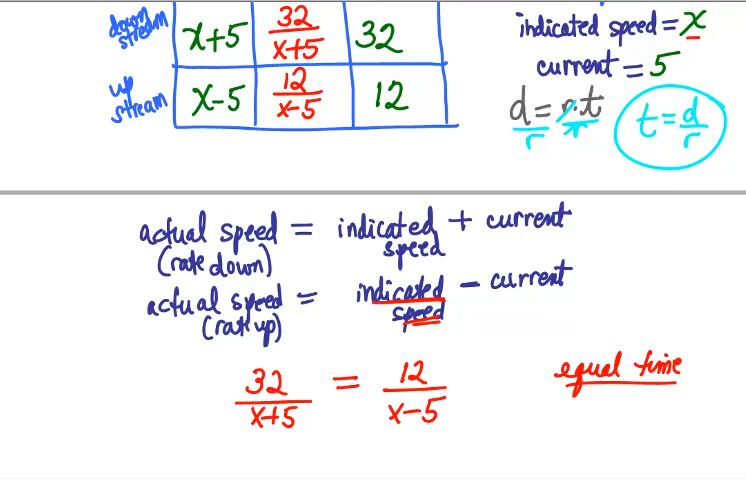 down stream x+5 32/(x+5) 32
up stream x-5 12/(x-5) 12
indicated speed = x
current = 5
d/r = r·t/r
t = d/r
actual speed = indicated speed + current
(rate down)
actual speed = indicated speed - current
(rate up)
32/(x+5) = 12/(x-5)
equal time